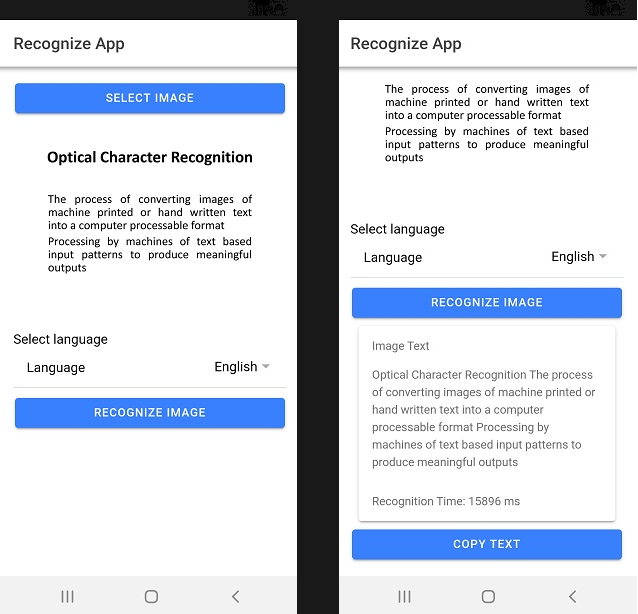 Recognize App
SELECT IMAGE
Optical Character Recognition
The process of converting images of
machine printed or hand written text
into a computer processable format
Processing by machines of text based
input patterns to produce meaningful
outputs
Select language
Language English
RECOGNIZE IMAGE
Recognize App
The process of converting images of
machine printed or hand written text
into a computer processable format
Processing by machines of text based
input patterns to produce meaningful
outputs
Select language
Language English
RECOGNIZE IMAGE
Image Text
Optical Character Recognition The process
of converting images of machine printed or
hand written text into a computer
processable format Processing by
machines of text based input patterns to
produce meaningful outputs
Recognition Time: 15896 ms
COPY TEXT